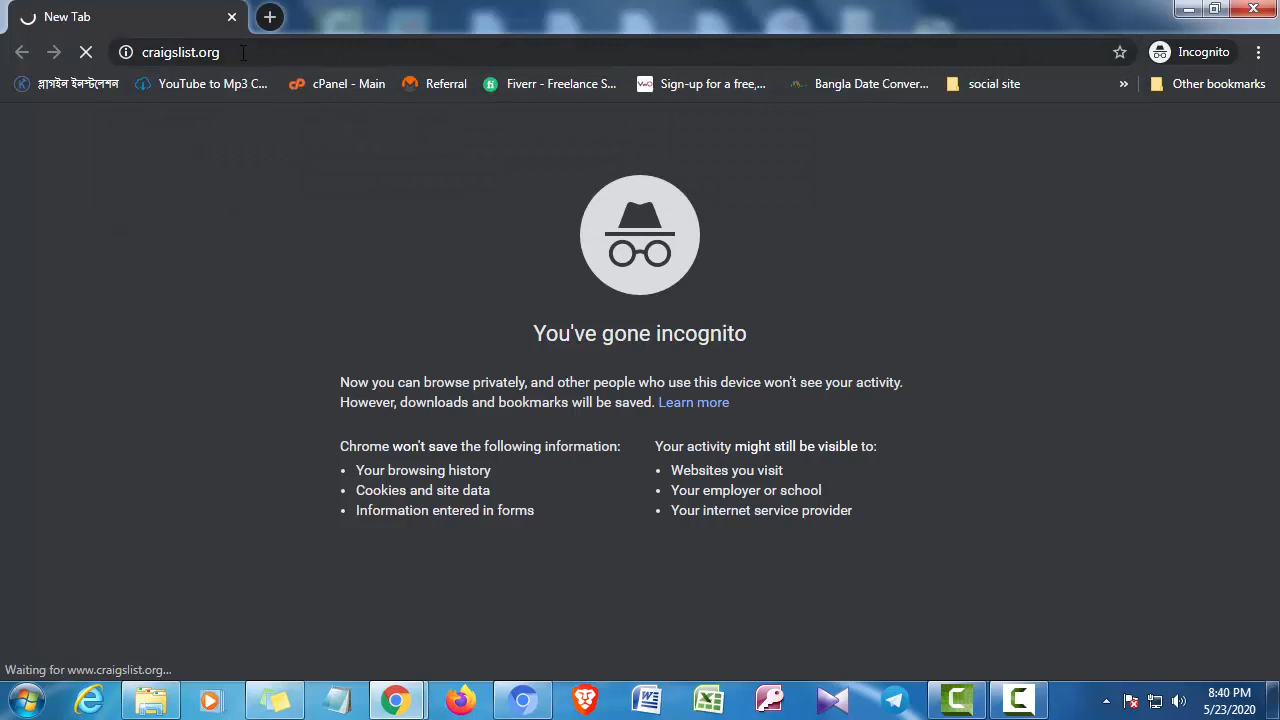 New Tab
craigslist.org
Incognito
প্লাগইন ইনস্টলেশন
YouTube to Mp3 C...
cPanel - Main
Referral
Fiverr - Freelance S...
Sign-up for a free,...
Bangla Date Conver...
social site
»
Other bookmarks
You've gone incognito
Now you can browse privately, and other people who use this device won't see your activity.
However, downloads and bookmarks will be saved. Learn more
Chrome won't save the following information:
• Your browsing history
• Cookies and site data
• Information entered in forms
Your activity might still be visible to:
• Websites you visit
• Your employer or school
• Your internet service provider
Waiting for www.craigslist.org...
8:40 PM
5/23/2020